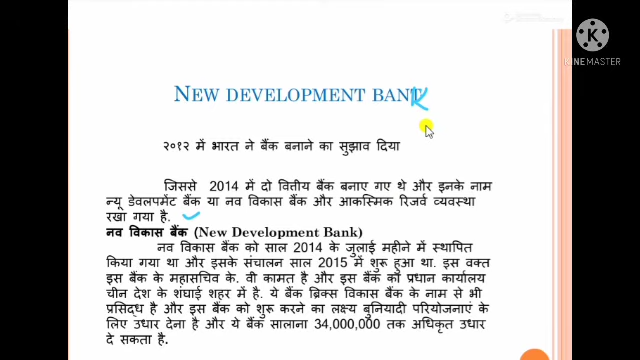 KINEMASTER
NEW DEVELOPMENT BANK
२०१२ में भारत ने बैंक बनाने का सुझाव दिया
जिससे 2014 में दो वित्तीय बैंक बनाए गए थे और इनके नाम
न्यू डेवलपमेंट बैंक या नव विकास बैंक और आकस्मिक रिजर्व व्यवस्था
रखा गया है.
नव विकास बैंक (New Development Bank)
नव विकास बैंक को साल 2014 के जुलाई महीने में स्थापित
किया गया था और इसके संचालन साल 2015 में शुरू हुआ था. इस वक्त
इस बैंक के महासचिव के. वी कामत है और इस बैंक का प्रधान कार्यालय
चीन देश के शंघाई शहर में है. ये बैंक ब्रिक्स विकास बैंक के नाम से भी
प्रसिद्ध है और इस बैंक को शुरू करने का लक्ष्य बुनियादी परियोजनाएं के
लिए उधार देना है और ये बैंक सालाना 34,000,000 तक अधिकृत उधार
दे सकता है.